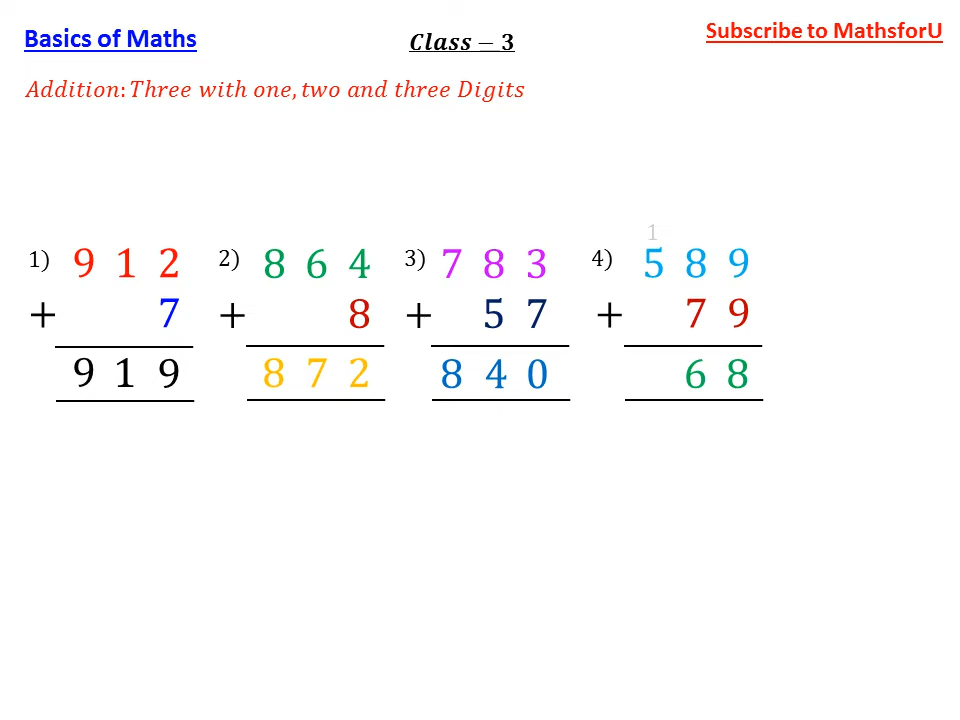 Basics of Maths
Class – 3
Subscribe to MathsforU
Addition: Three with one, two and three Digits
1
1) 9 1 2 2) 8 6 4 3) 7 8 3 4) 5 8 9
+ 7 + 8 + 5 7 + 7 9
9 1 9 8 7 2 8 4 0 6 8